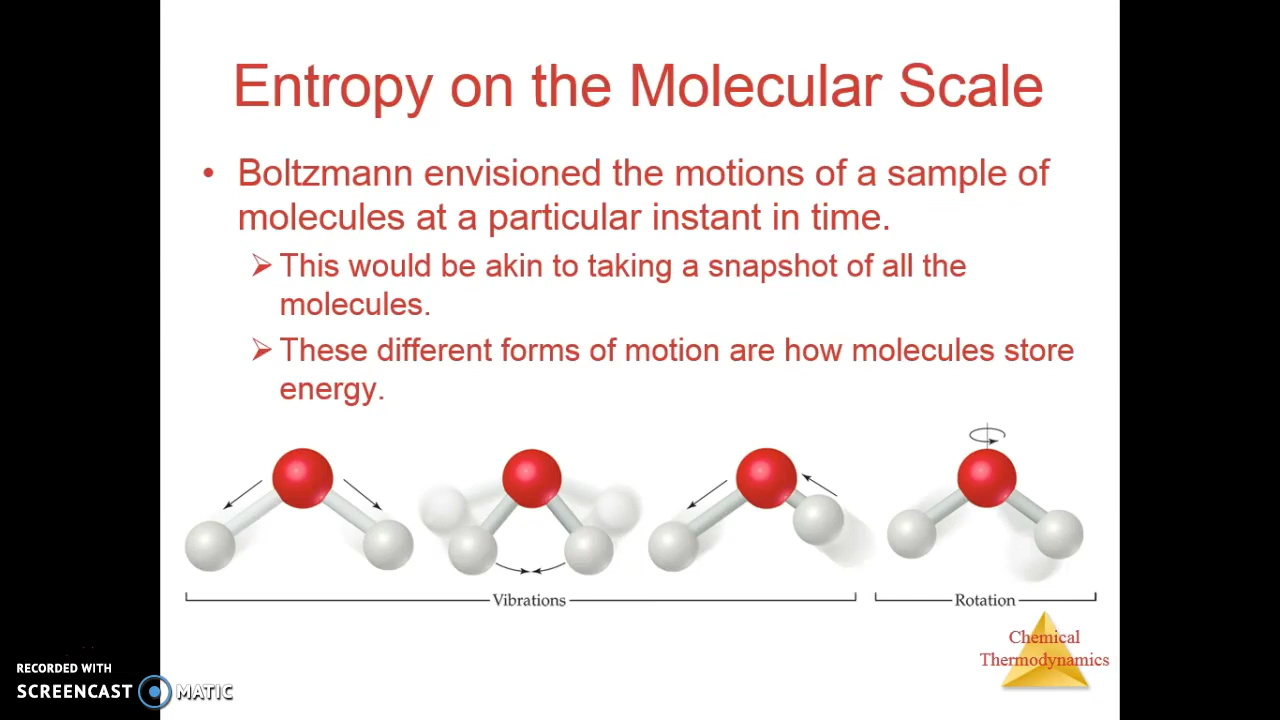 Entropy on the Molecular Scale
• Boltzmann envisioned the motions of a sample of
molecules at a particular instant in time.
➢ This would be akin to taking a snapshot of all the
molecules.
➢ These different forms of motion are how molecules store
energy.
Vibrations
Rotation
Chemical
Thermodynamics
RECORDED WITH
SCREENCAST MATIC